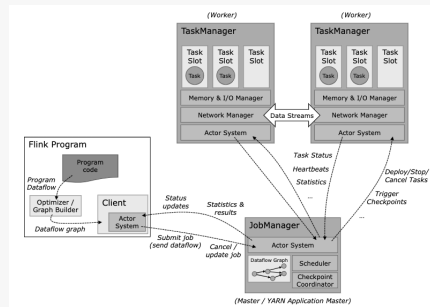 (Worker)
(Worker)
TaskManager
TaskManager
Task Slot
Task Slot
Task Slot
Task Slot
Task Slot
Task Slot
Task
Task
Task
Task
Memory & I/O Manager
Memory & I/O Manager
Network Manager
Data Streams
Network Manager
Actor System
Actor System
Flink Program
Program
code
Program
Dataflow
Optimizer /
Graph Builder
Dataflow graph
Client
Actor
System
Status
updates
Statistics &
results
Submit job
(send dataflow)
Cancel /
update job
Task Status
Heartbeats
Statistics
...
Deploy/Stop/
Cancel Tasks
Trigger
Checkpoints
...
JobManager
Actor System
Dataflow Graph
Scheduler
Checkpoint
Coordinator
(Master / YARN Application Master)